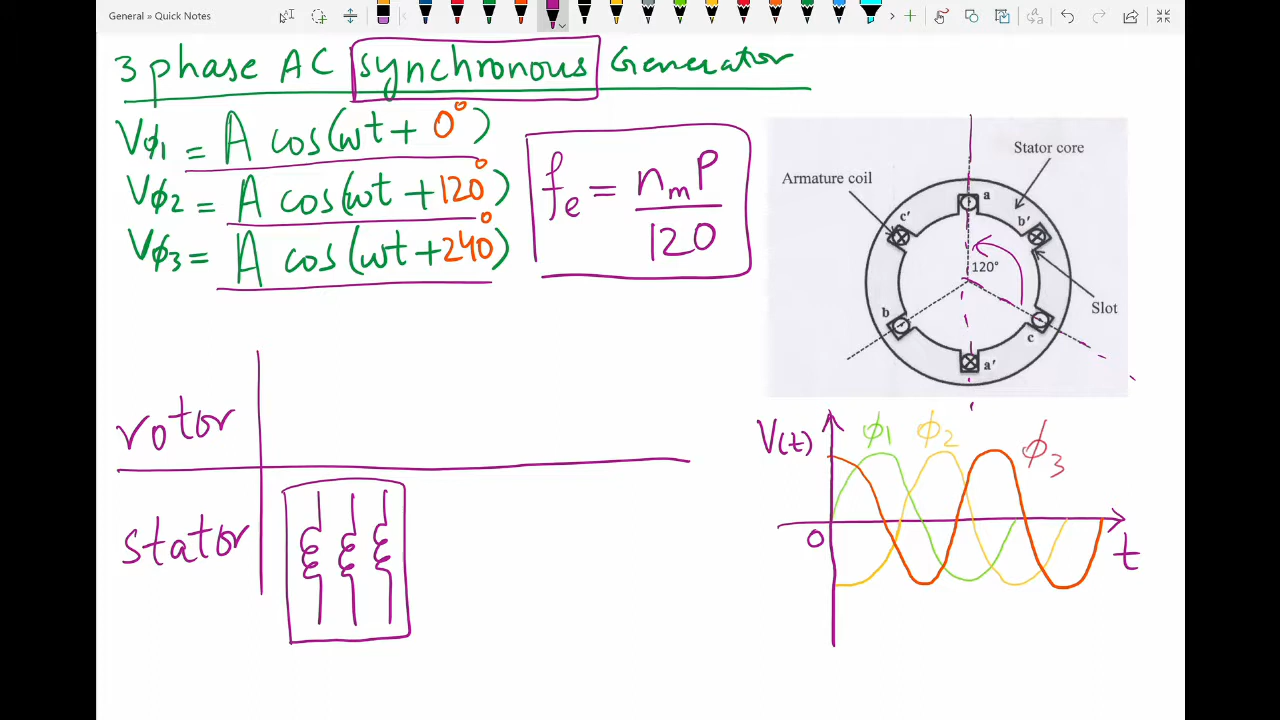 General » Quick Notes
3 phase AC synchronous Generator
Vϕ1 = A cos(ωt + 0°)
Vϕ2 = A cos(ωt + 120°)
Vϕ3 = A cos(ωt + 240°)
fe = nmP / 120
Stator core
Armature coil
a
c'
b'
120°
Slot
b
c
a'
rotor
stator
V(t)
ϕ1
ϕ2
ϕ3
0
t